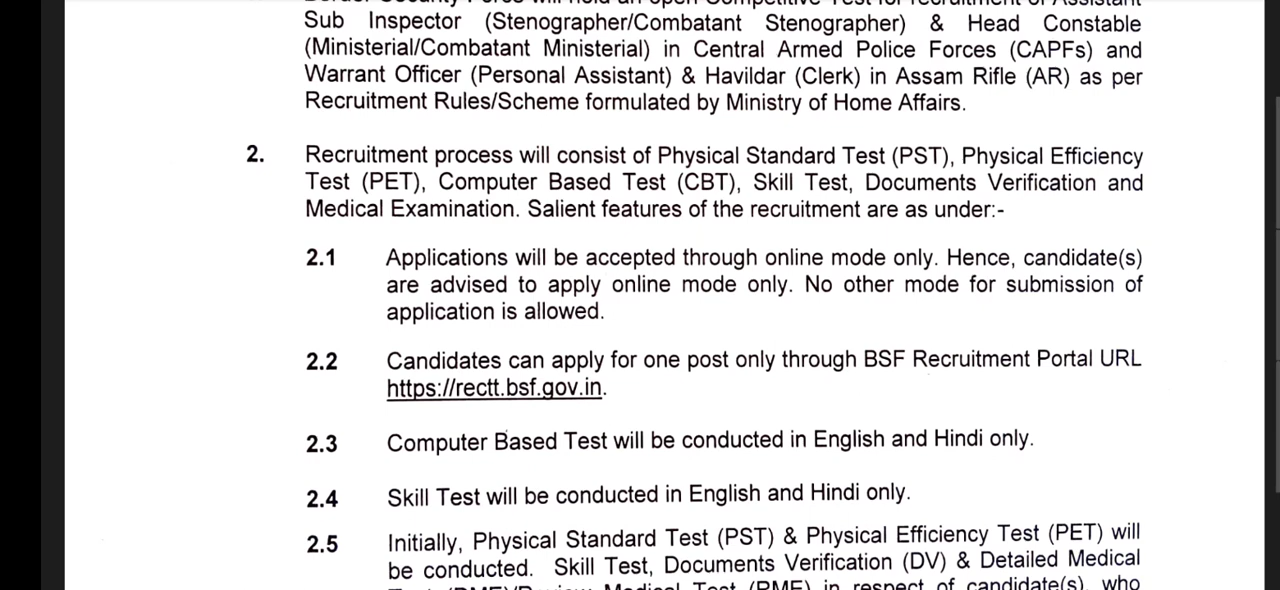 Sub Inspector (Stenographer/Combatant Stenographer) & Head Constable
(Ministerial/Combatant Ministerial) in Central Armed Police Forces (CAPFs) and
Warrant Officer (Personal Assistant) & Havildar (Clerk) in Assam Rifle (AR) as per
Recruitment Rules/Scheme formulated by Ministry of Home Affairs.
2. Recruitment process will consist of Physical Standard Test (PST), Physical Efficiency
Test (PET), Computer Based Test (CBT), Skill Test, Documents Verification and
Medical Examination. Salient features of the recruitment are as under:-
2.1 Applications will be accepted through online mode only. Hence, candidate(s)
are advised to apply online mode only. No other mode for submission of
application is allowed.
2.2 Candidates can apply for one post only through BSF Recruitment Portal URL
https://rectt.bsf.gov.in.
2.3 Computer Based Test will be conducted in English and Hindi only.
2.4 Skill Test will be conducted in English and Hindi only.
2.5 Initially, Physical Standard Test (PST) & Physical Efficiency Test (PET) will
be conducted. Skill Test, Documents Verification (DV) & Detailed Medical
Medical Test (RME) in respect of candidate(s), who